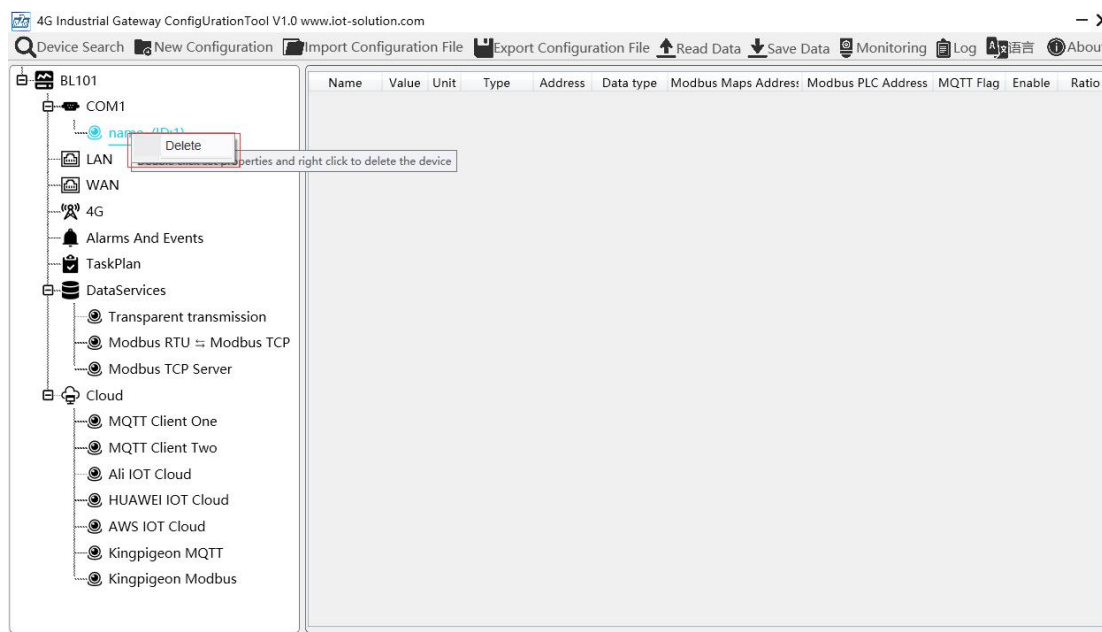 4G Industrial Gateway ConfigUrationTool V1.0 www.iot-solution.com
Device Search New Configuration Import Configuration File Export Configuration File Read Data Save Data Monitoring Log 语言 Abou
BL101
Name Value Unit Type Address Data type Modbus Maps Address Modbus PLC Address MQTT Flag Enable Ratio
COM1
name (ID:1)
Delete
LAN
properties and right click to delete the device
WAN
4G
Alarms And Events
TaskPlan
DataServices
Transparent transmission
Modbus RTU ⇆ Modbus TCP
Modbus TCP Server
Cloud
MQTT Client One
MQTT Client Two
Ali IOT Cloud
HUAWEI IOT Cloud
AWS IOT Cloud
Kingpigeon MQTT
Kingpigeon Modbus